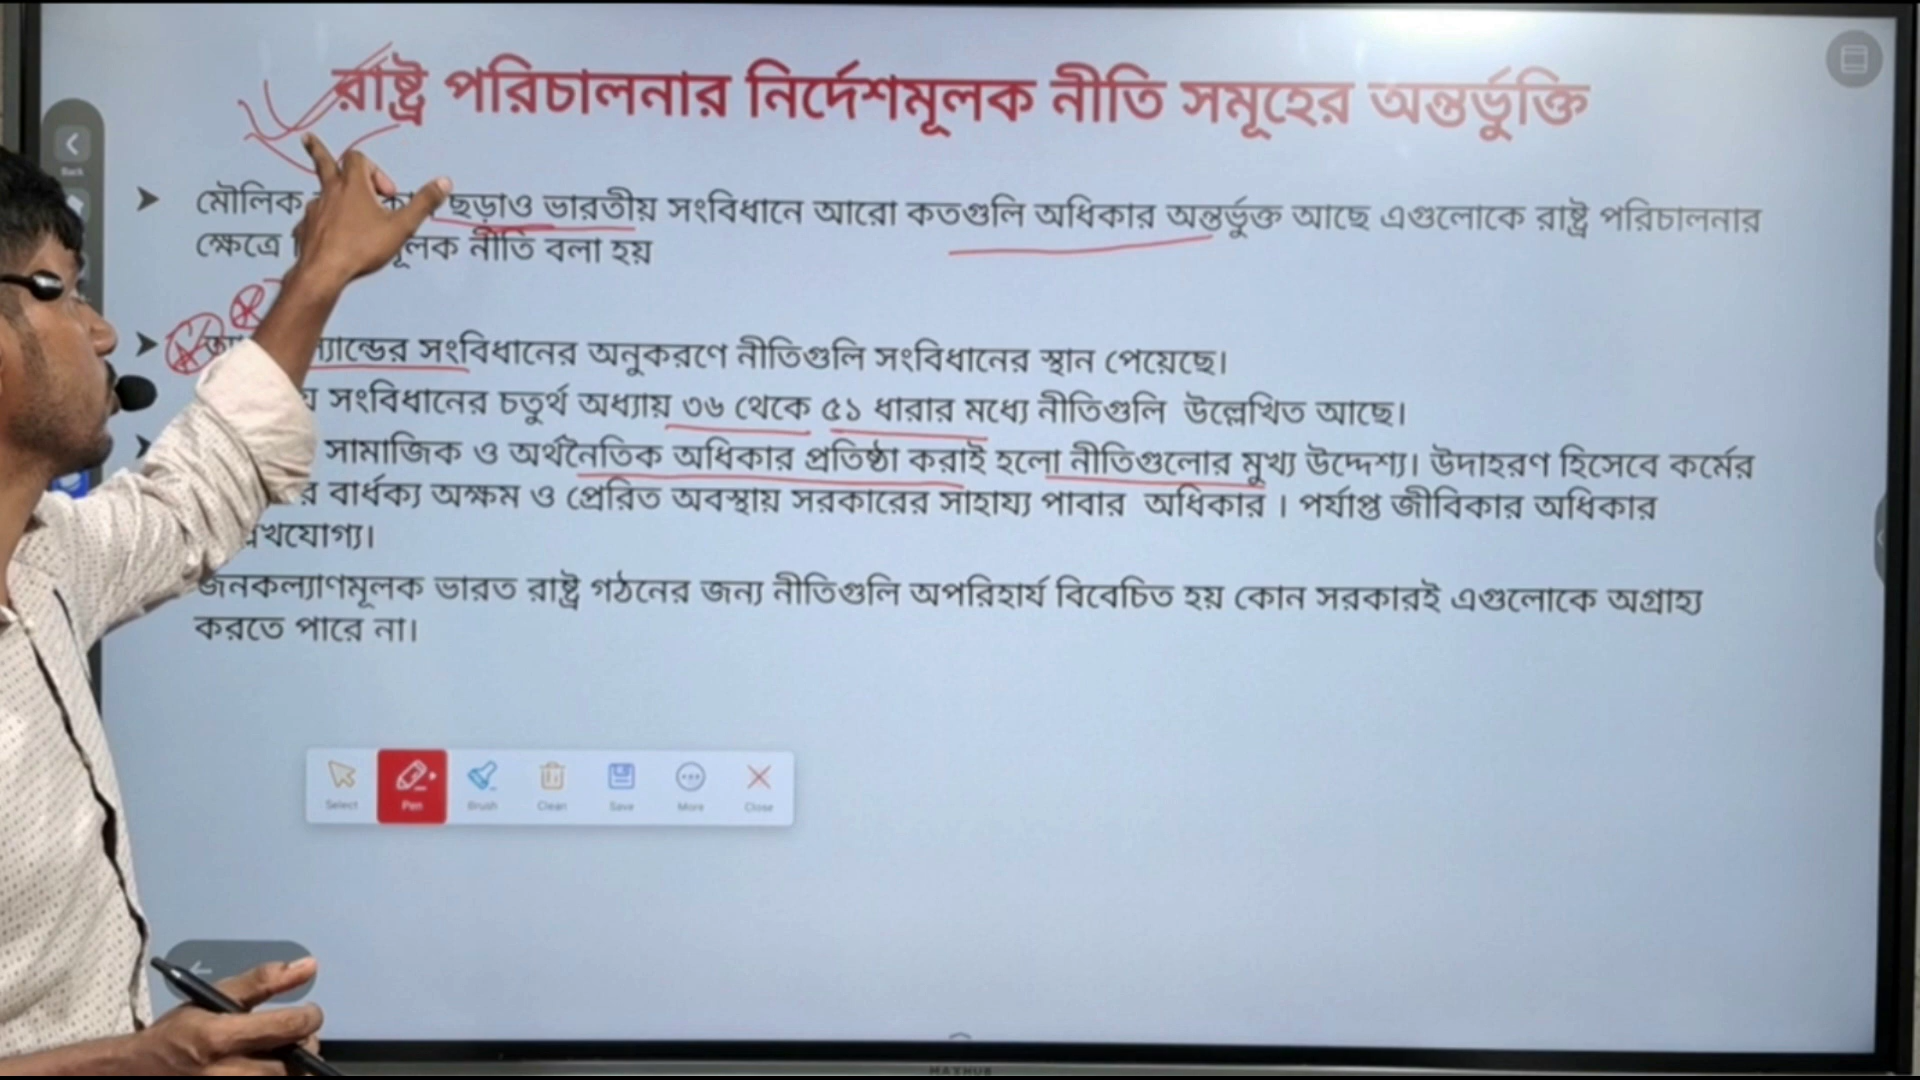 রাষ্ট্র পরিচালনার নির্দেশমূলক নীতি সমূহের অন্তর্ভুক্তি
মৌলিক ছড়াও ভারতীয় সংবিধানে আরো কতগুলি অধিকার অন্তর্ভুক্ত আছে এগুলোকে রাষ্ট্র পরিচালনার
ক্ষেত্রে নীতি বলা হয়
সংবিধানের অনুকরণে নীতিগুলি সংবিধানের স্থান পেয়েছে।
সংবিধানের চতুর্থ অধ্যায় ৩৬ থেকে ৫১ ধারার মধ্যে নীতিগুলি উল্লেখিত আছে।
সামাজিক ও অর্থনৈতিক অধিকার প্রতিষ্ঠা করাই হলো নীতিগুলোর মুখ্য উদ্দেশ্য। উদাহরণ হিসেবে কর্মের
বার্ধক্য অক্ষম ও প্রেরিত অবস্থায় সরকারের সাহায্য পাবার অধিকার । পর্যাপ্ত জীবিকার অধিকার
জনকল্যাণমূলক ভারত রাষ্ট্র গঠনের জন্য নীতিগুলি অপরিহার্য বিবেচিত হয় কোন সরকারই এগুলোকে অগ্রাহ্য
করতে পারে না।
Back
Select Pen Brush Clean Save More Close
MAXHUB